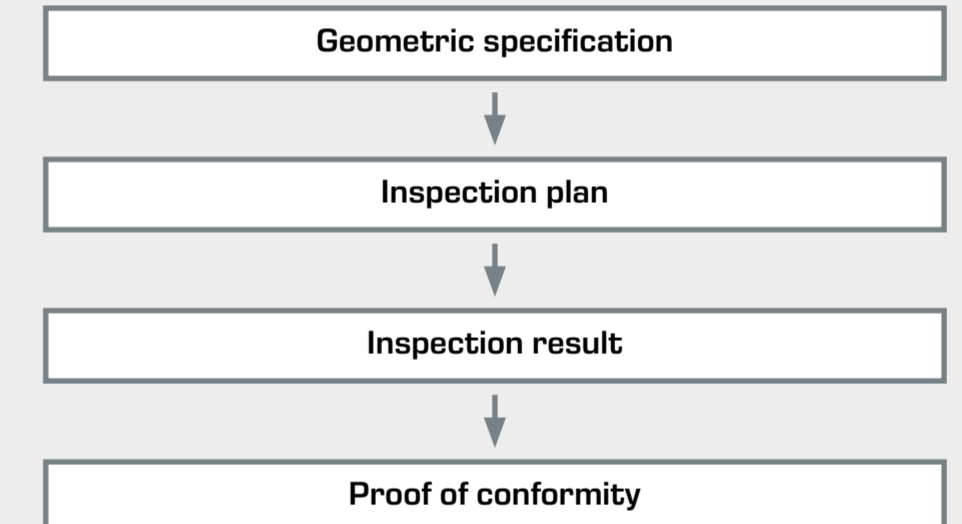 Geometric specification
Inspection plan
Inspection result
Proof of conformity